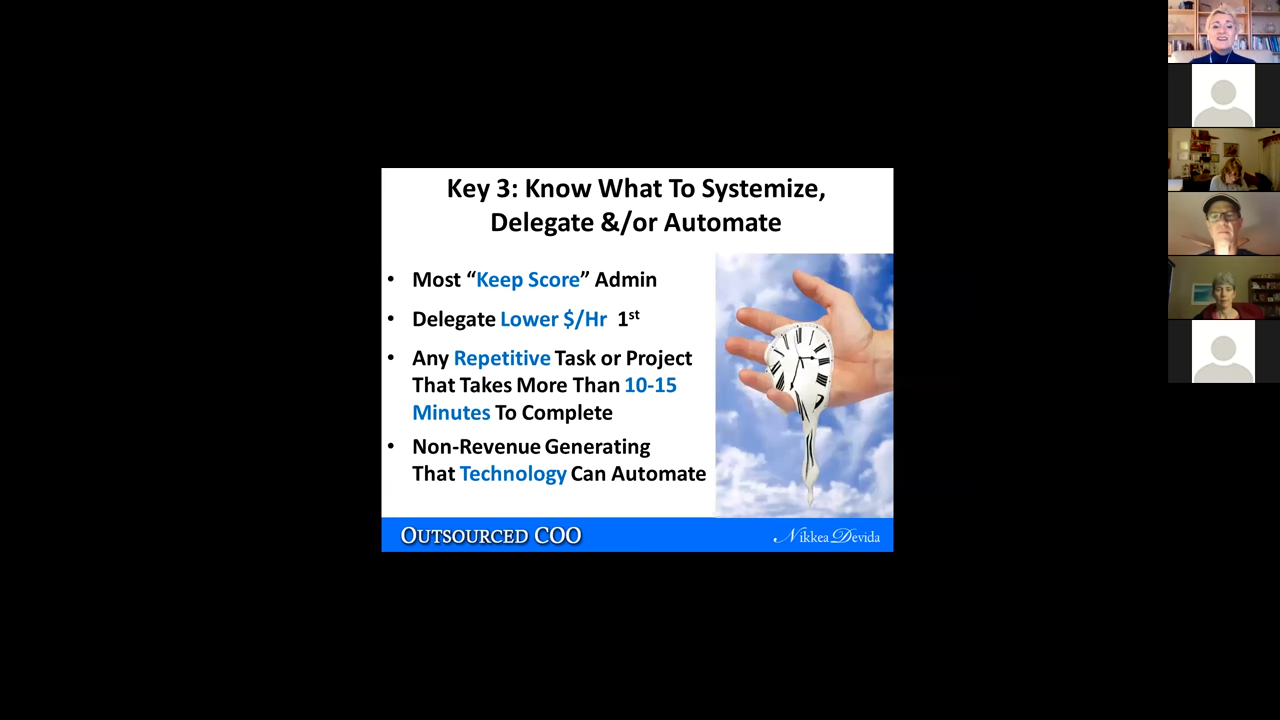 Key 3: Know What To Systemize,
Delegate &/or Automate
• Most “Keep Score” Admin
• Delegate Lower $/Hr 1st
• Any Repetitive Task or Project
That Takes More Than 10-15
Minutes To Complete
• Non-Revenue Generating
That Technology Can Automate
OUTSOURCED COO
Nikkea Devida